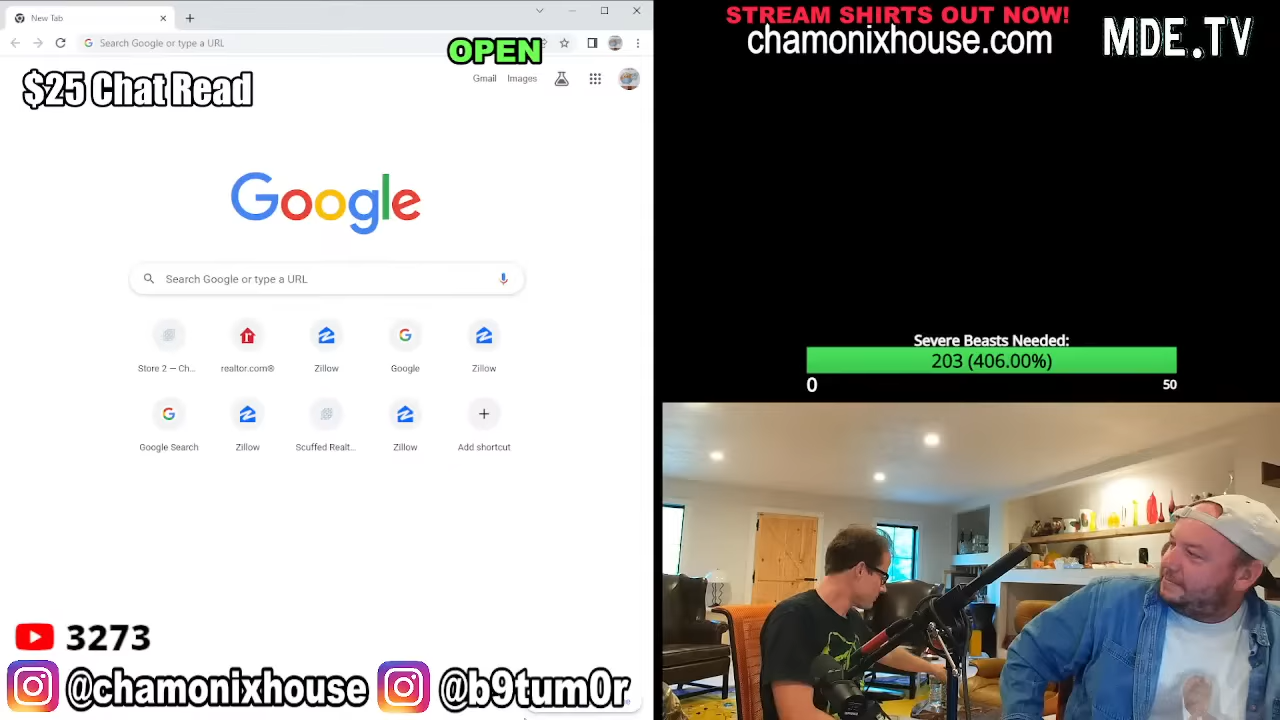 New Tab
Search Google or type a URL
OPEN
Gmail Images
$25 Chat Read
Google
Search Google or type a URL
Store 2 — Ch... realtor.com® Zillow Google Zillow
Google Search Zillow Scuffed Realt... Zillow Add shortcut
3273
@chamonixhouse @b9tum0r
STREAM SHIRTS OUT NOW!
chamonixhouse.com
MDE.TV
Severe Beasts Needed:
203 (406.00%)
0 50